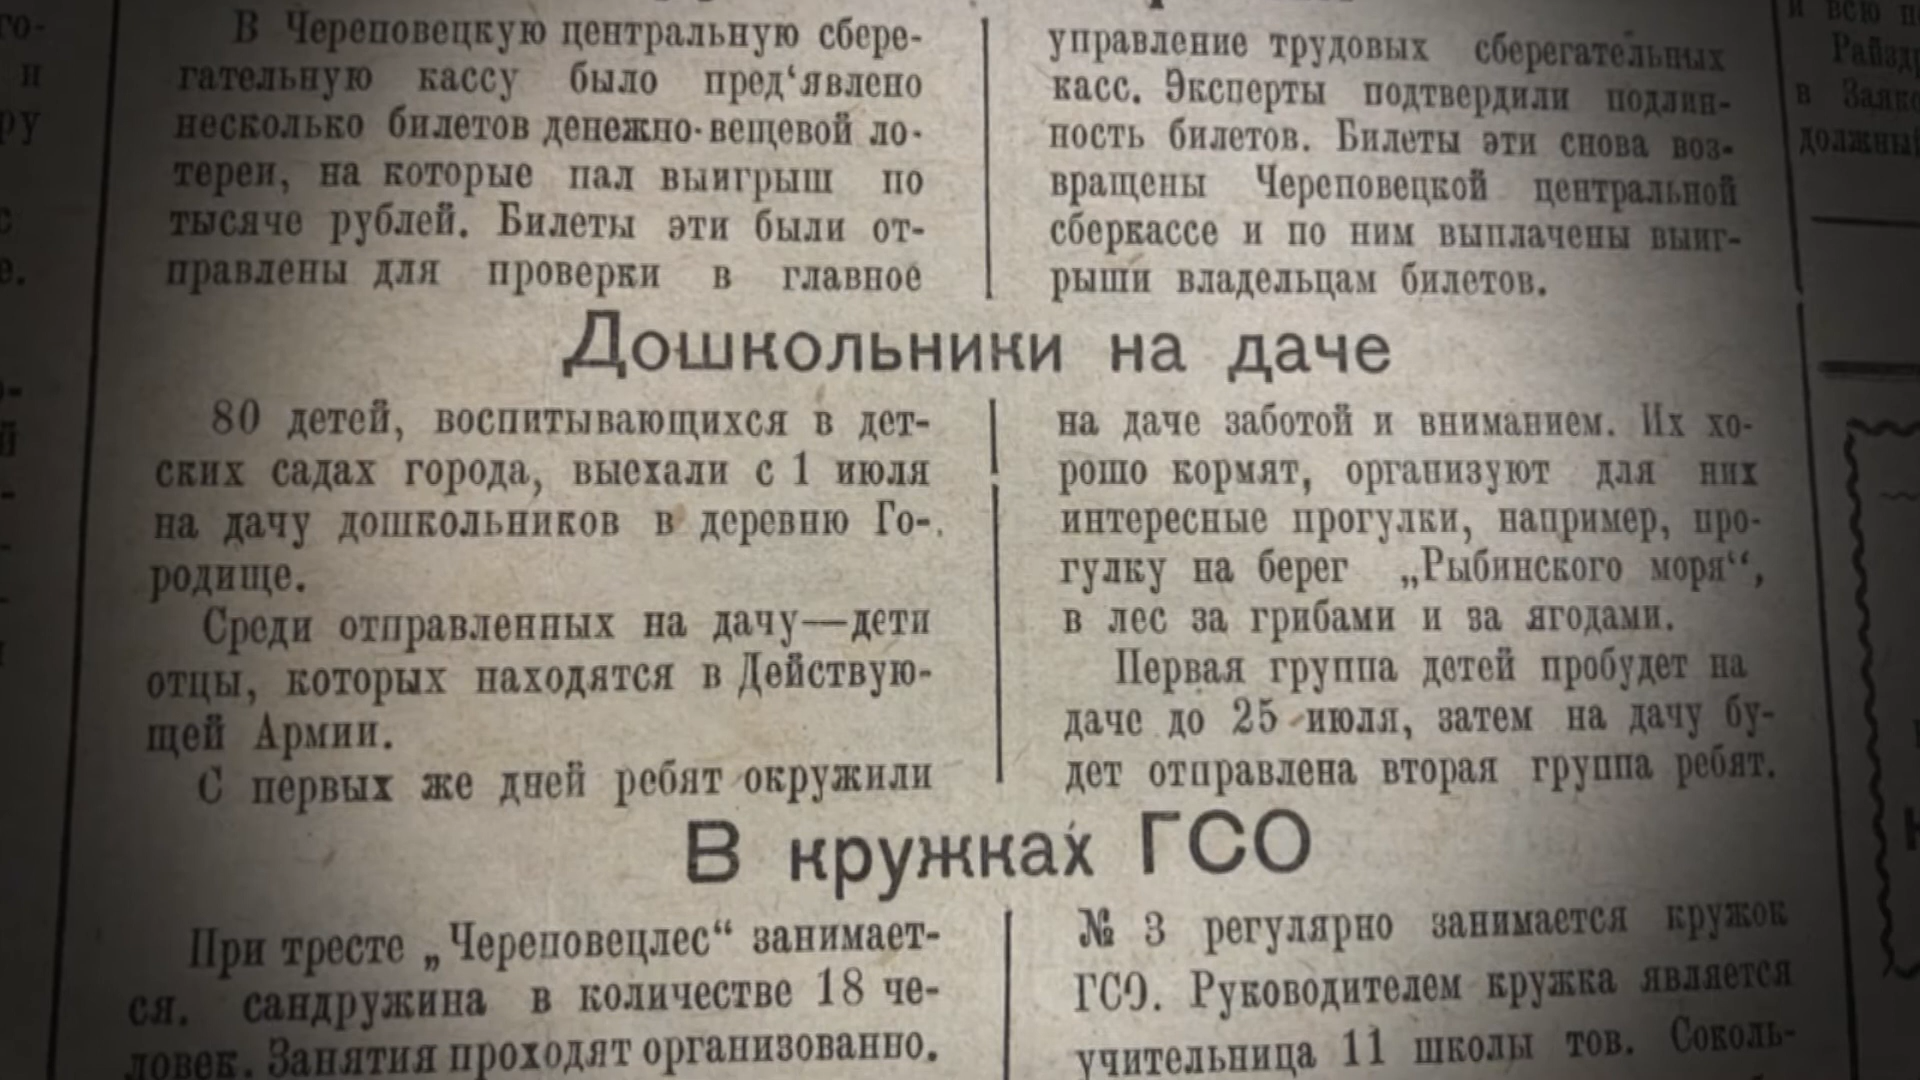 го-
и
ру
с
е.
В Череповецкую центральную сбере-
гательную кассу было пред‘явлено
несколько билетов денежно-вещевой ло-
тереи, на которые пал выигрыш по
тысяче рублей. Билеты эти были от-
правлены для проверки в главное
управление трудовых сберегательных
касс. Эксперты подтвердили подлин-
ность билетов. Билеты эти снова воз-
вращены Череповецкой центральной
сберкассе и по ним выплачены выиг-
рыши владельцам билетов.
Дошкольники на даче
80 детей, воспитывающихся в дет-
ских садах города, выехали с 1 июля
на дачу дошкольников в деревню Го-
родище.
Среди отправленных на дачу—дети
отцы, которых находятся в Действую-
щей Армии.
С первых же дней ребят окружили
на даче заботой и вниманием. Их хо-
рошо кормят, организуют для них
интересные прогулки, например, про-
гулку на берег „Рыбинского моря“,
в лес за грибами и за ягодами.
Первая группа детей пробудет на
даче до 25 июля, затем на дачу бу-
дет отправлена вторая группа ребят.
В кружках ГСО
При тресте „Череповецлес“ занимает-
ся. сандружина в количестве 18 че-
ловек. Занятия проходят организованно.
№ 3 регулярно занимается кружок
ГСО. Руководителем кружка является
учительница 11 школы тов. Соколь-
и всю
в